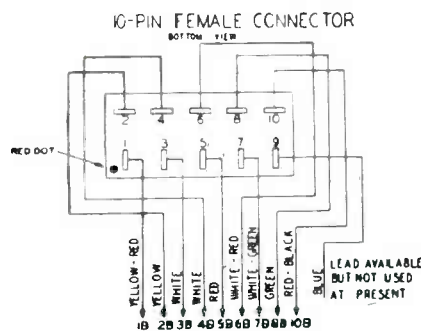 10-PIN FEMALE CONNECTOR
BOTTOM VIEW
2 4 6 8 10
1 3 5 7 9
RED DOT
YELLOW-RED
YELLOW
WHITE
WHITE
RED
WHITE-RED
WHITE-GREEN
GREEN
RED-BLACK
BLUE
LEAD AVAILABLE
BUT NOT USED
AT PRESENT
1B 2B 3B 4B 5B 6B 7B 8B 10B